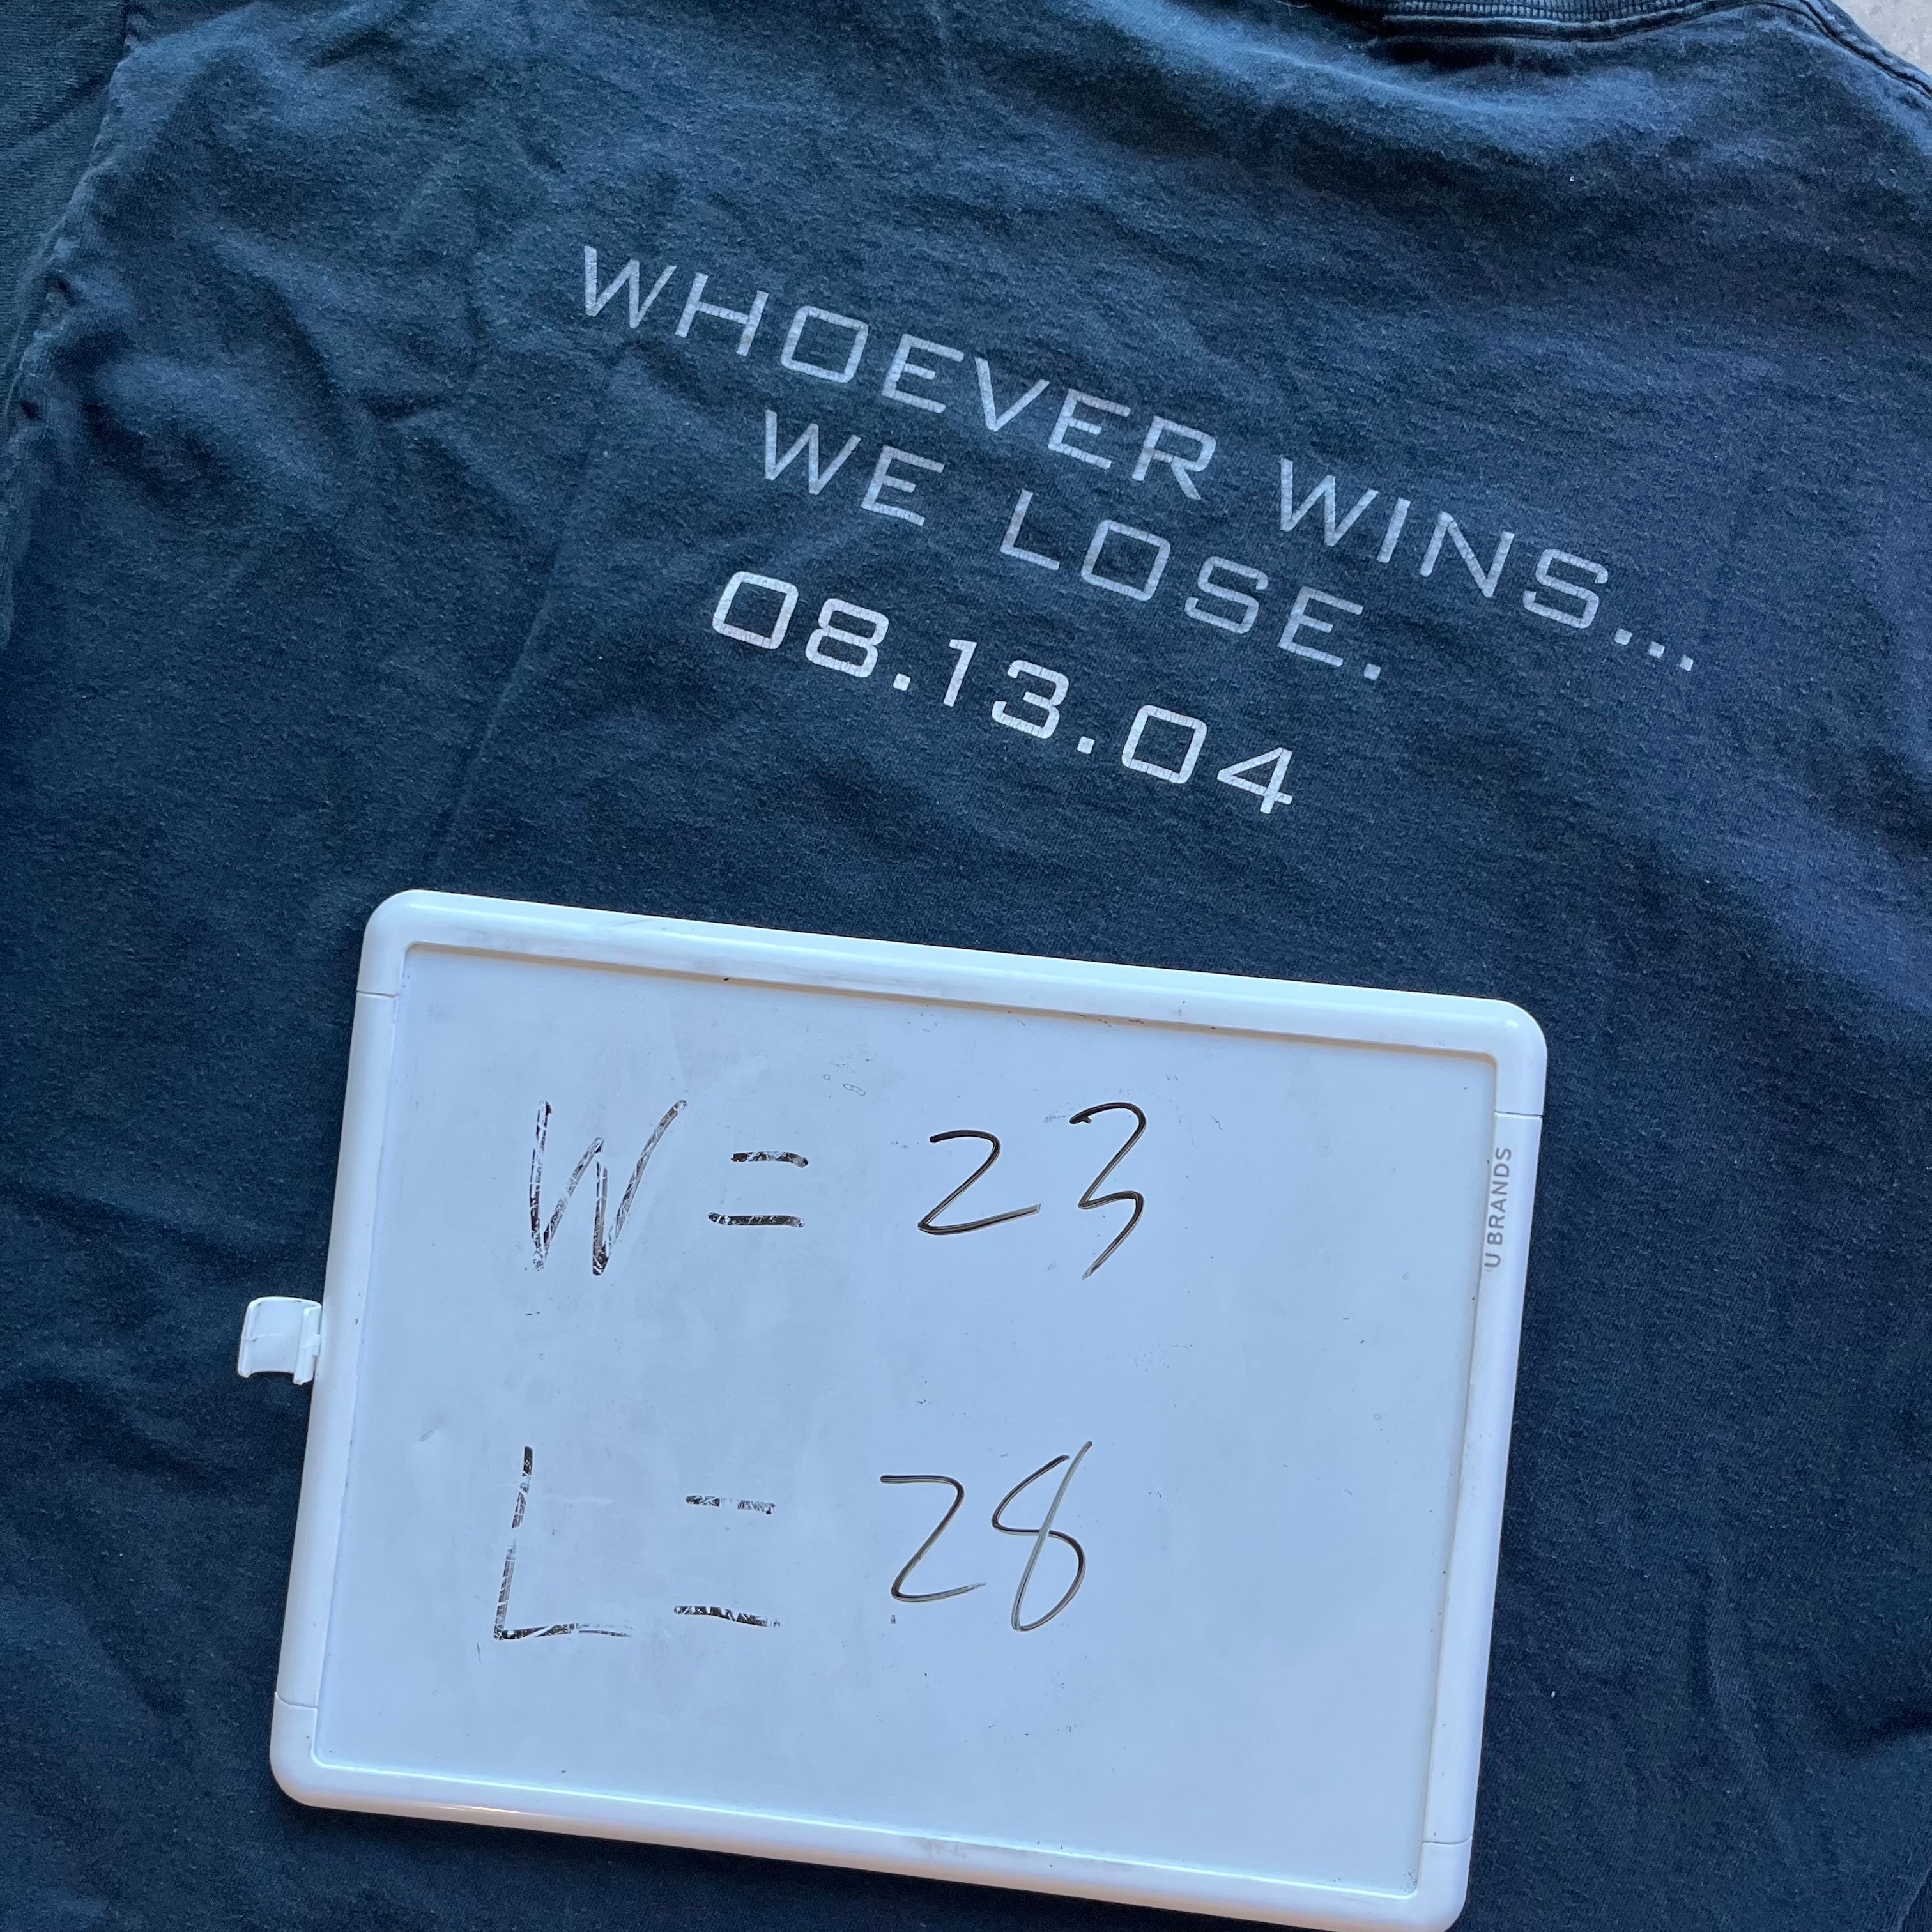 WHOEVER WINS...
WE LOSE.
08.13.04
W = 23
L = 28
U BRANDS